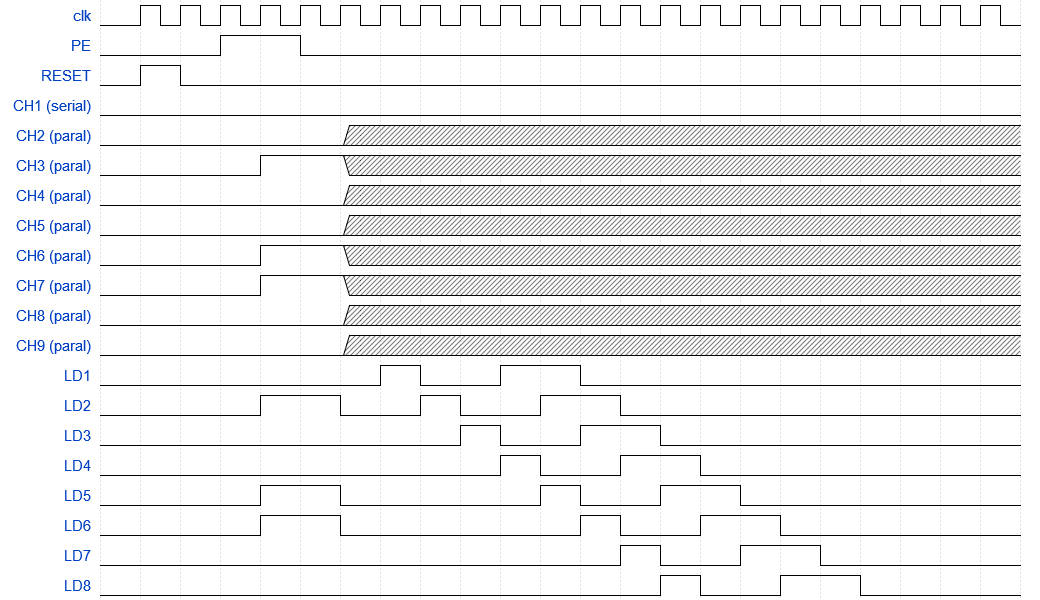 clk
PE
RESET
CH1 (serial)
CH2 (paral)
CH3 (paral)
CH4 (paral)
CH5 (paral)
CH6 (paral)
CH7 (paral)
CH8 (paral)
CH9 (paral)
LD1
LD2
LD3
LD4
LD5
LD6
LD7
LD8